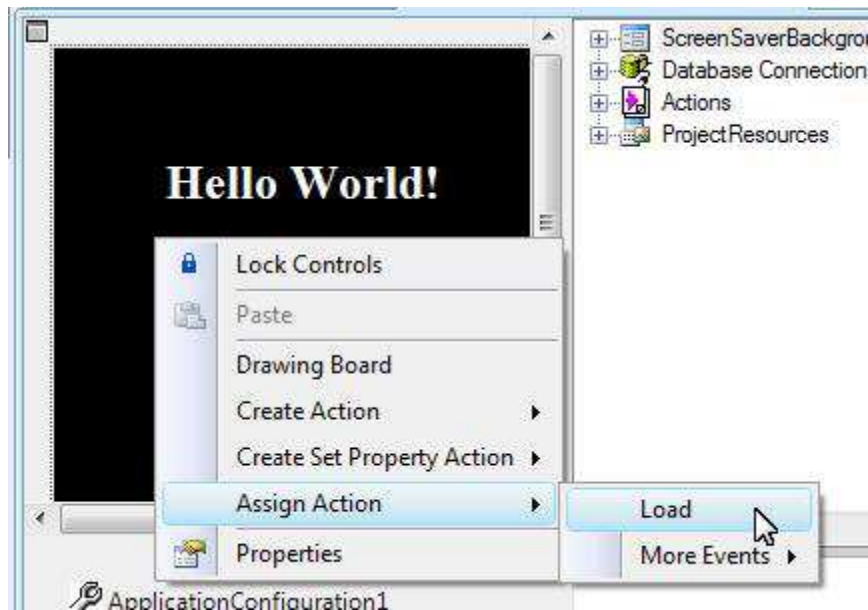 ScreenSaverBackgrou
Database Connection
Actions
ProjectResources
Hello World!
Lock Controls
Paste
Drawing Board
Create Action
Create Set Property Action
Assign Action
Load
Properties
More Events
ApplicationConfiguration1